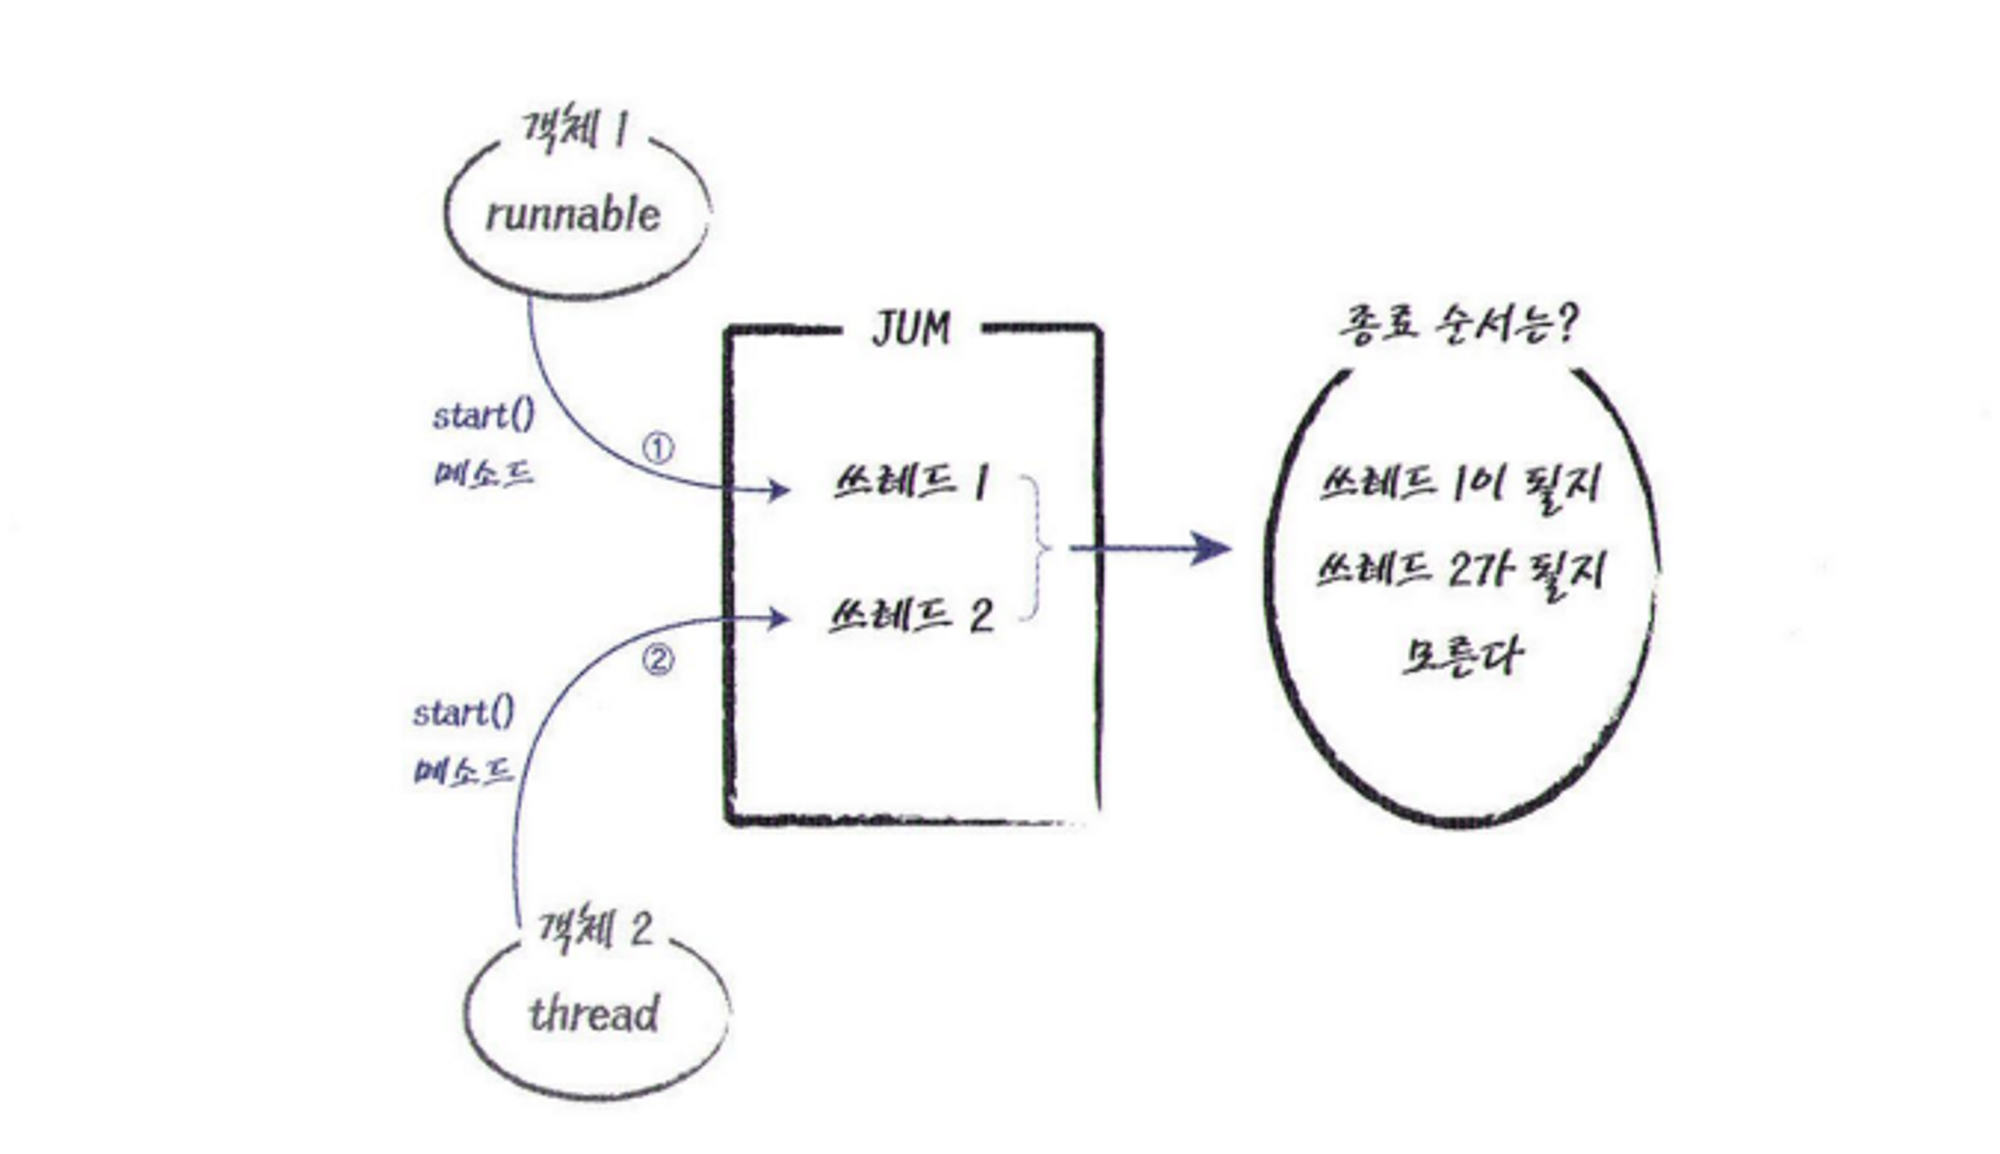 객체 1
runnable
start()
메소드
①
JUM
쓰레드 1
쓰레드 2
②
start()
메소드
객체 2
thread
종료 순서는?
쓰레드 1이 될지
쓰레드 2가 될지
모른다